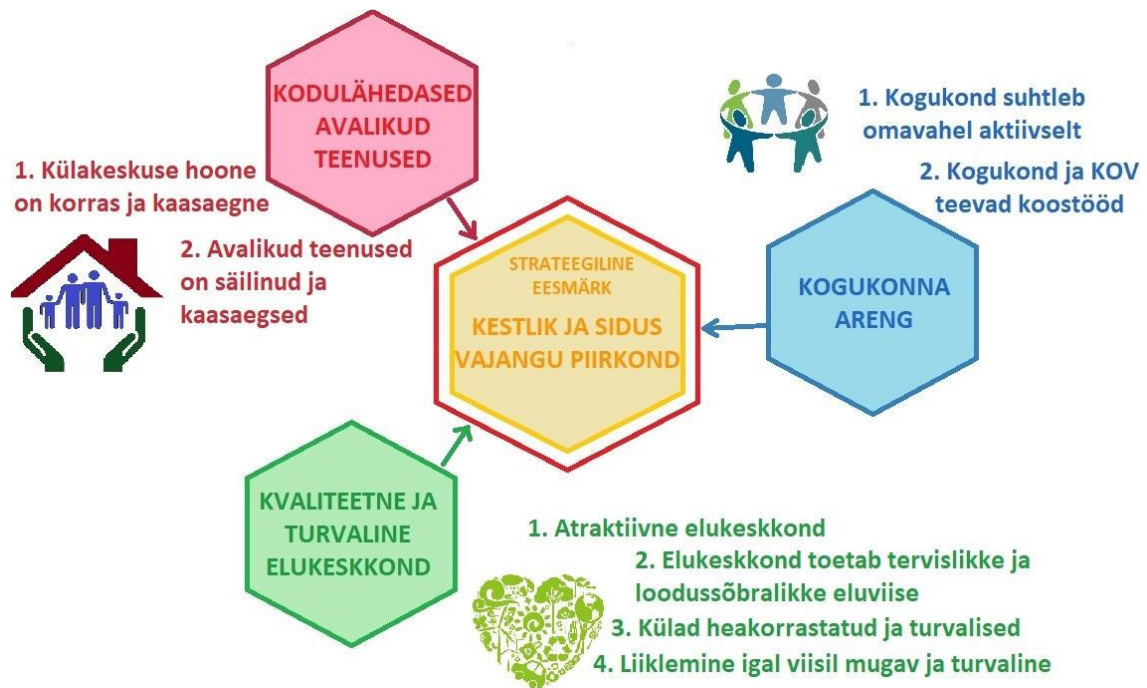 KODULÄHEDASED
AVALIKUD
TEENUSED
1. Külakeskuse hoone
on korras ja kaasaegne
2. Avalikud teenused
on säilinud ja
kaasaegsed
1. Kogukond suhtleb
omavahel aktiivselt
2. Kogukond ja KOV
teevad koostööd
KOGUKONNA
ARENG
STRATEEGILINE
EESMÄRK
KESTLIK JA SIDUS
VAJANGU PIIRKOND
KVALITEETNE JA
TURVALINE
ELUKESKKOND
1. Atraktiivne elukeskkond
2. Elukeskkond toetab tervislikke ja
loodussõbralikke eluviise
3. Külad heakorrastatud ja turvalised
4. Liiklemine igal viisil mugav ja turvaline